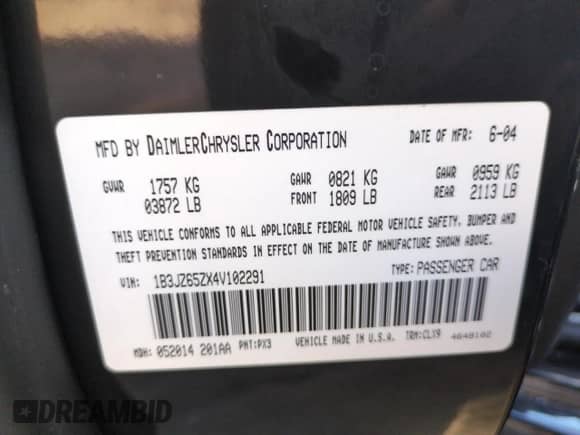 MFD BY DAIMLERCHRYSLER CORPORATION DATE OF MFR: 6-04
GVWR 1757 KG GAWR 0821 KG GAWR 0959 KG
03872 LB FRONT 1809 LB REAR 2113 LB
THIS VEHICLE CONFORMS TO ALL APPLICABLE FEDERAL MOTOR VEHICLE SAFETY, BUMPER AND
THEFT PREVENTION STANDARDS IN EFFECT ON THE DATE OF MANUFACTURE SHOWN ABOVE.
VIN: 1B3JZ65ZX4V102291 TYPE: PASSENGER CAR
MDH: 052014 201AA PNT: PX3 VEHICLE MADE IN U.S.A. TRM: CLX9 4648102
DREAMBID